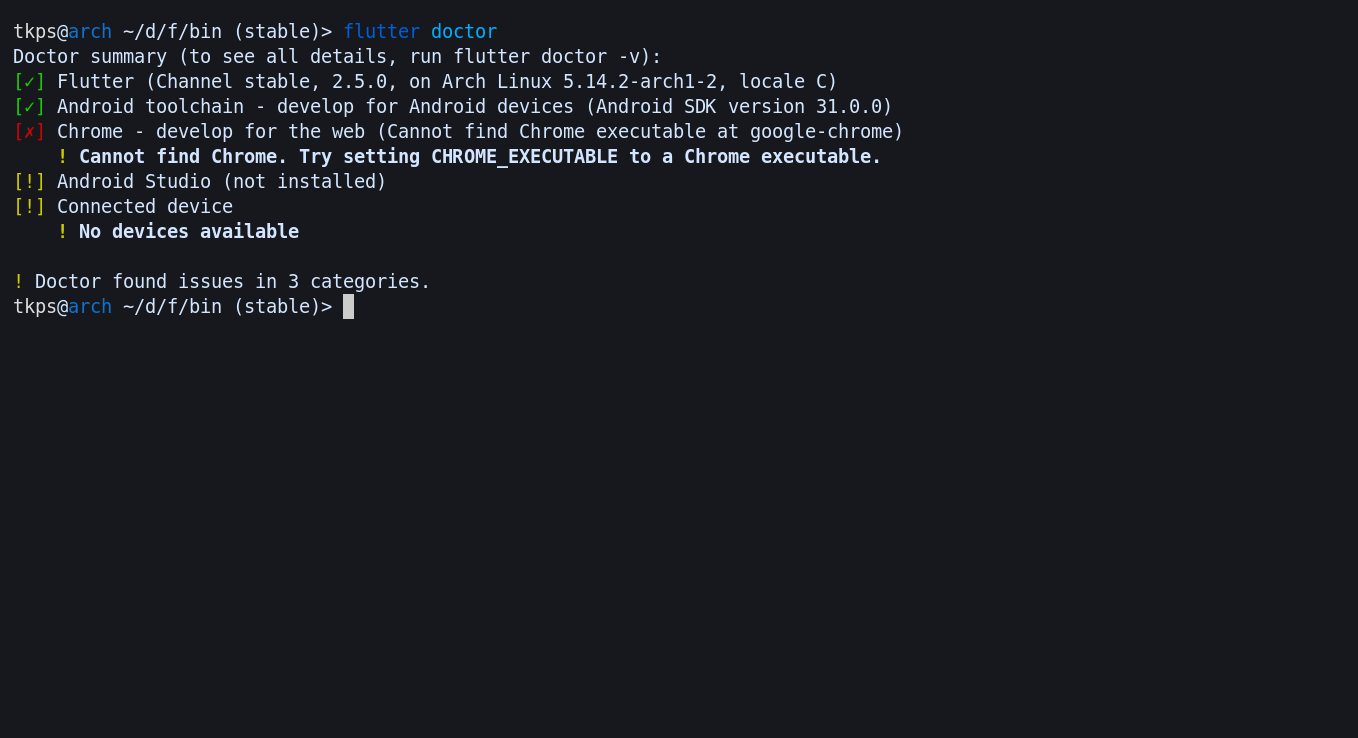 tkps@arch ~/d/f/bin (stable)> flutter doctor
Doctor summary (to see all details, run flutter doctor -v):
[✓] Flutter (Channel stable, 2.5.0, on Arch Linux 5.14.2-arch1-2, locale C)
[✓] Android toolchain - develop for Android devices (Android SDK version 31.0.0)
[✗] Chrome - develop for the web (Cannot find Chrome executable at google-chrome)
    ! Cannot find Chrome. Try setting CHROME_EXECUTABLE to a Chrome executable.
[!] Android Studio (not installed)
[!] Connected device
    ! No devices available

! Doctor found issues in 3 categories.
tkps@arch ~/d/f/bin (stable)>